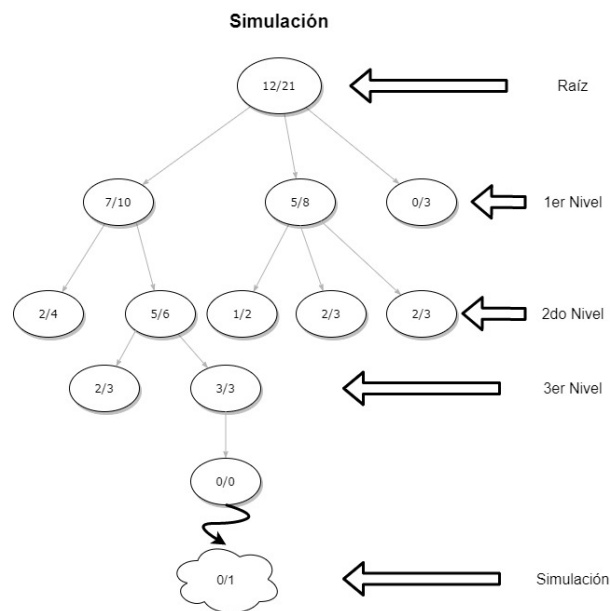 Simulación
12/21
Raíz
7/10
5/8
0/3
1er Nivel
2/4
5/6
1/2
2/3
2/3
2do Nivel
2/3
3/3
3er Nivel
0/0
0/1
Simulación